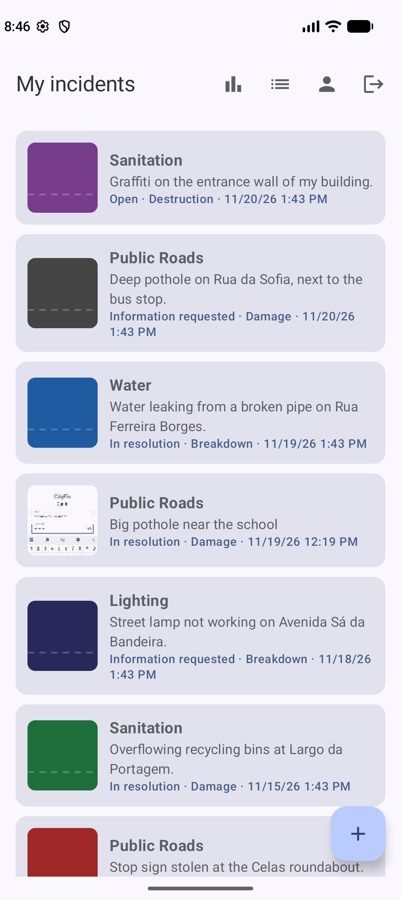 8:46
My incidents
Sanitation
Graffiti on the entrance wall of my building.
Open · Destruction · 11/20/26 1:43 PM
Public Roads
Deep pothole on Rua da Sofia, next to the
bus stop.
Information requested · Damage · 11/20/26
1:43 PM
Water
Water leaking from a broken pipe on Rua
Ferreira Borges.
In resolution · Breakdown · 11/19/26 1:43 PM
CityFix
Public Roads
Big pothole near the school
In resolution · Damage · 11/19/26 12:19 PM
Lighting
Street lamp not working on Avenida Sá da
Bandeira.
Information requested · Breakdown · 11/18/26
1:43 PM
Sanitation
Overflowing recycling bins at Largo da
Portagem.
In resolution · Damage · 11/15/26 1:43 PM
Public Roads
Stop sign stolen at the Celas roundabout.